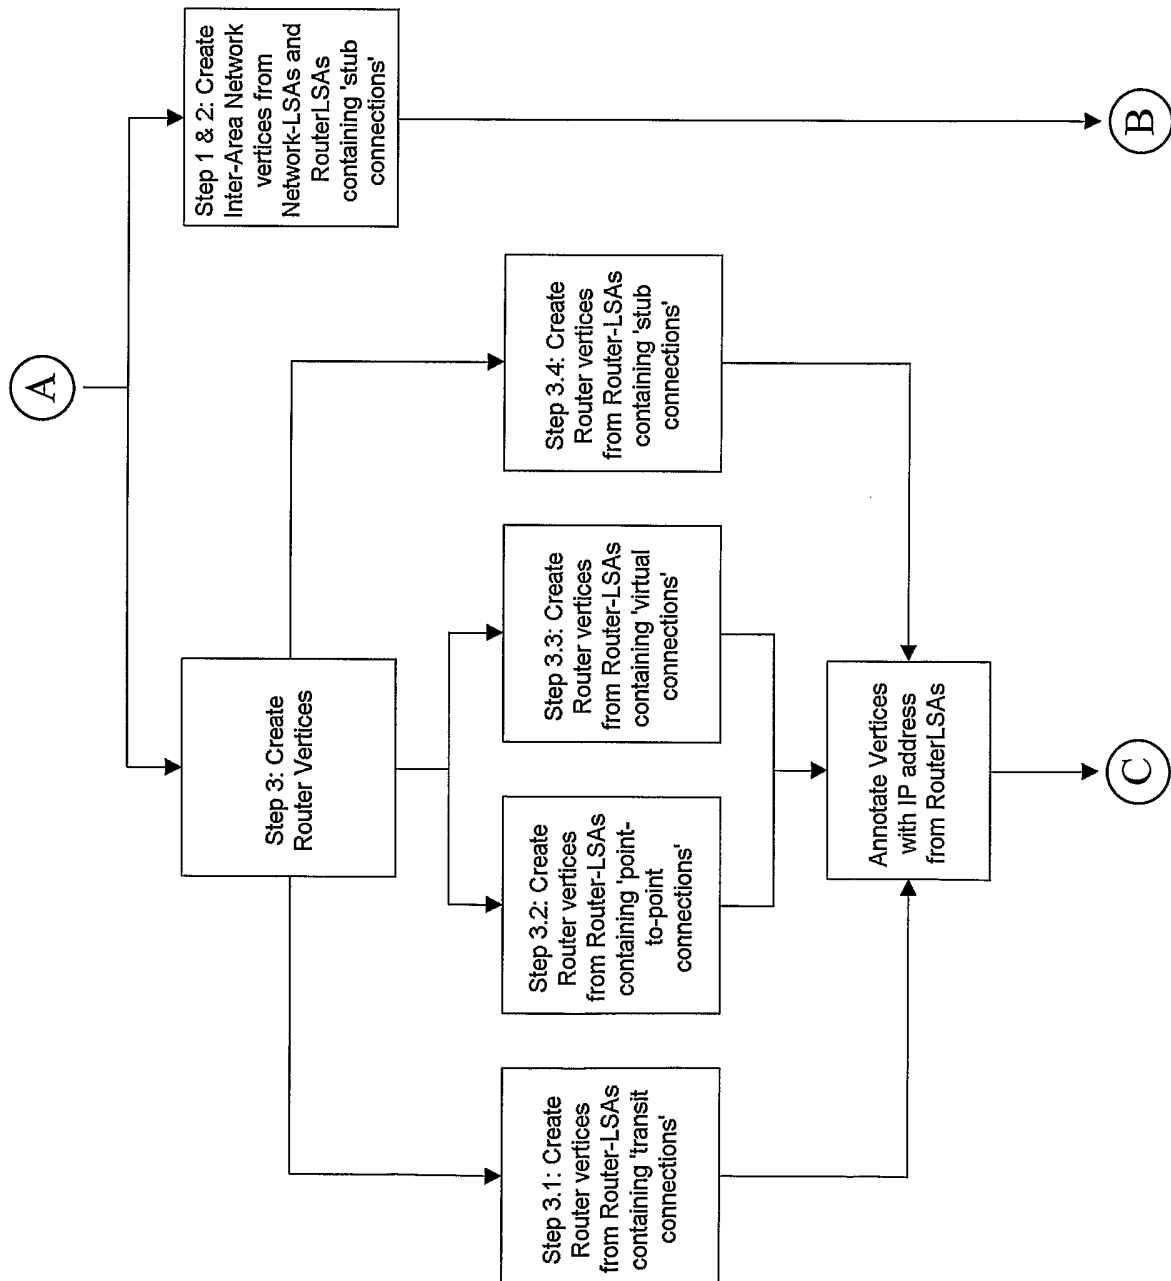 A
Step 1 & 2: Create
Inter-Area Network
vertices from
Network-LSAs and
RouterLSAs
containing 'stub
connections'
Step 3: Create
Router Vertices
Step 3.1: Create
Router vertices
from Router-LSAs
containing 'transit
connections'
Step 3.2: Create
Router vertices
from Router-LSAs
containing 'point-
to-point
connections'
Step 3.3: Create
Router vertices
from Router-LSAs
containing 'virtual
connections'
Step 3.4: Create
Router vertices
from Router-LSAs
containing 'stub
connections'
Annotate Vertices
with IP address
from RouterLSAs
B
C